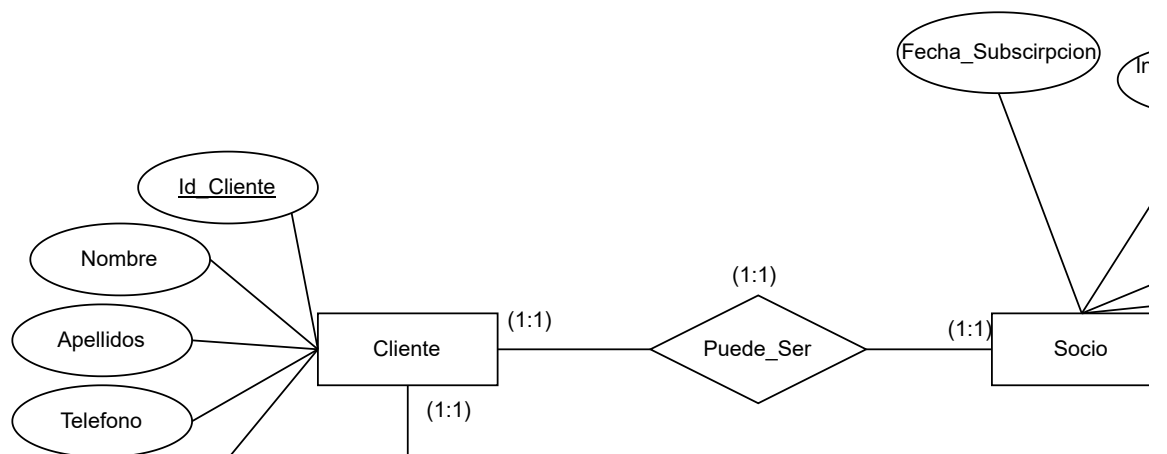 Fecha_Subscirpcion
Id_Cliente
Nombre
(1:1)
(1:1)
(1:1)
Apellidos
Cliente
Puede_Ser
Socio
Telefono
(1:1)